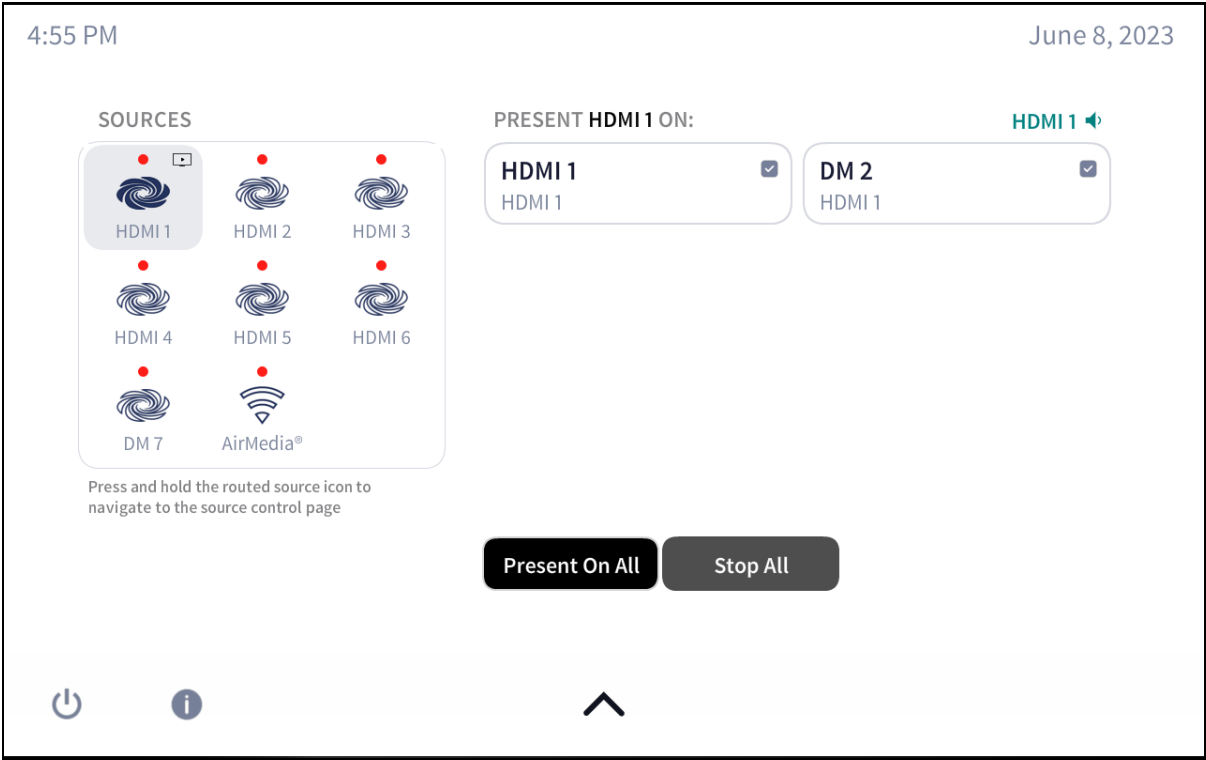 4:55 PM
June 8, 2023
SOURCES
PRESENT HDMI 1 ON:
HDMI 1
HDMI 1
HDMI 2
HDMI 3
HDMI 4
HDMI 5
HDMI 6
DM 7
AirMedia®
Press and hold the routed source icon to
navigate to the source control page
HDMI 1
HDMI 1
DM 2
HDMI 1
Present On All
Stop All